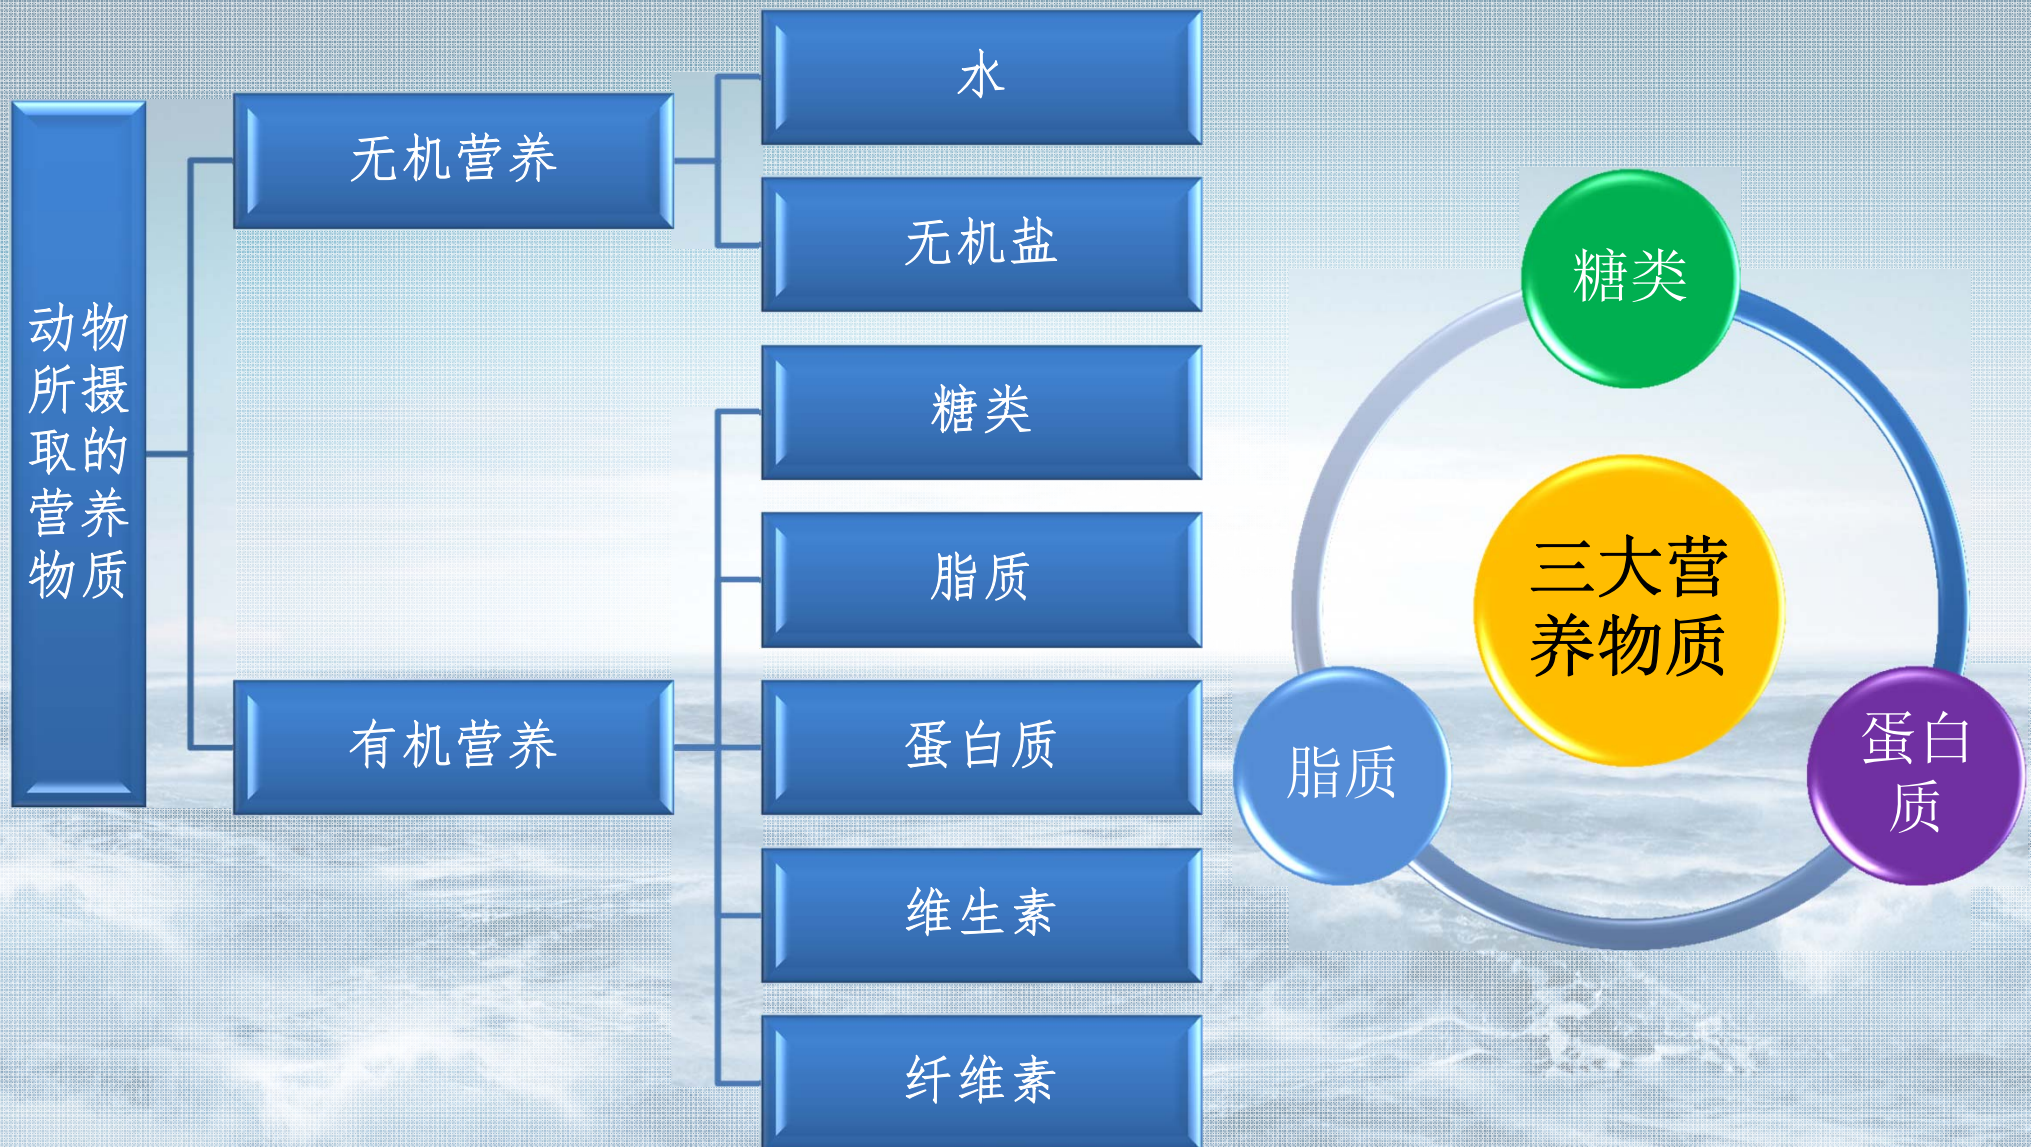 动物
所摄
取的
营养
物质
无机营养
水
无机盐
有机营养
糖类
脂质
蛋白质
维生素
纤维素
三大营
养物质
糖类
脂质
蛋白
质